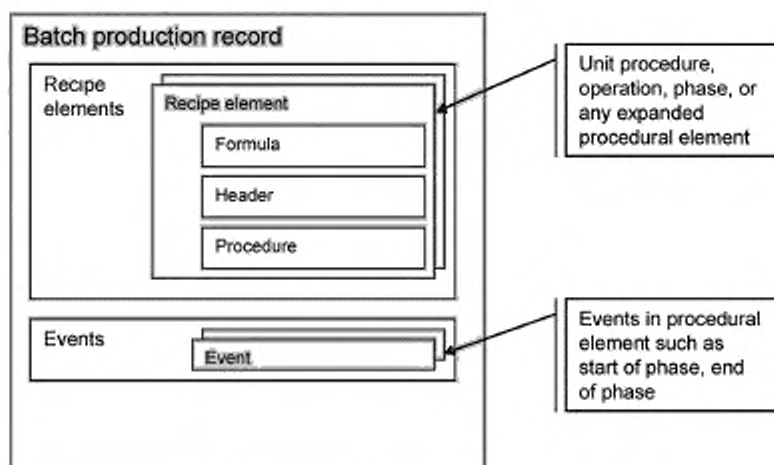 Batch production record
Recipe
elements
Recipe element
Formula
Header
Procedure
Unit procedure,
operation, phase, or
any expanded
procedural element
Events
Event
Events in procedural
element such as
start of phase, end
of phase